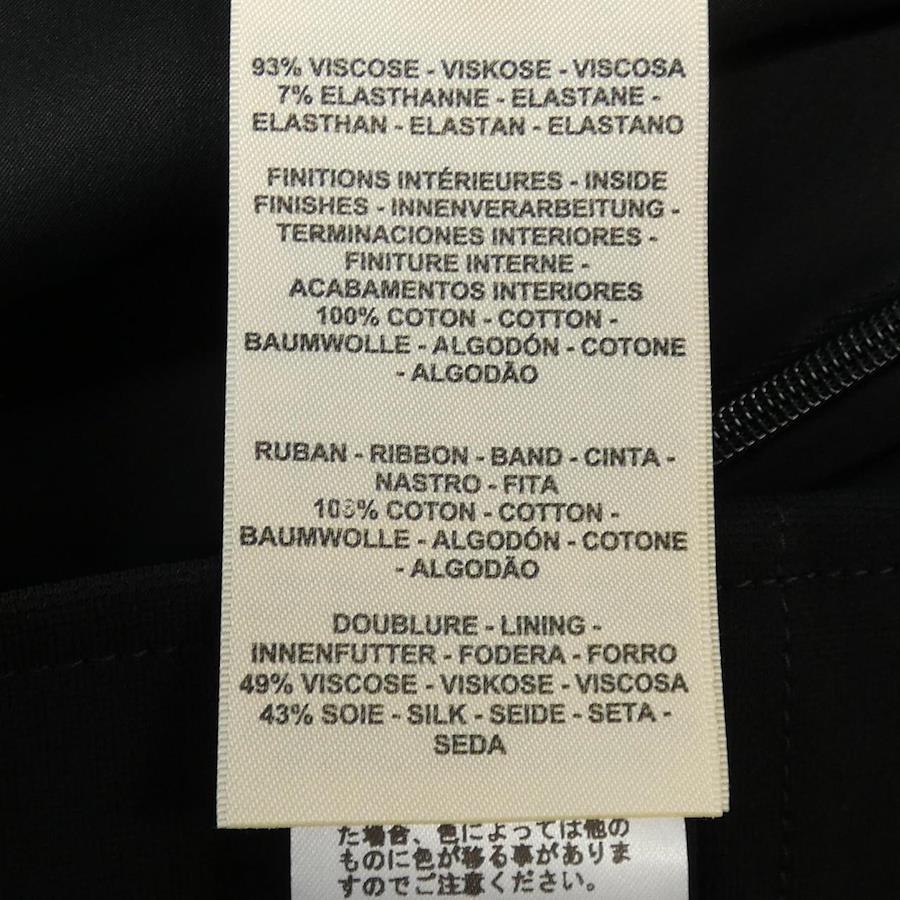 93% VISCOSE - VISKOSE - VISCOSA
7% ELASTHANNE - ELASTANE -
ELASTHAN - ELASTAN - ELASTANO
FINITIONS INTÉRIEURES - INSIDE
FINISHES - INNENVERARBEITUNG -
TERMINACIONES INTERIORES -
FINITURE INTERNE -
ACABAMENTOS INTERIORES
100% COTON - COTTON -
BAUMWOLLE - ALGODÓN - COTONE
- ALGODÃO
RUBAN - RIBBON - BAND - CINTA -
NASTRO - FITA
100% COTON - COTTON -
BAUMWOLLE - ALGODÓN - COTONE
- ALGODÃO
DOUBLURE - LINING -
INNENFUTTER - FODERA - FORRO
49% VISCOSE - VISKOSE - VISCOSA
43% SOIE - SILK - SEIDE - SETA -
SEDA
た場合、色によっては他の
ものに色が移る事がありま
すのでご注意ください。